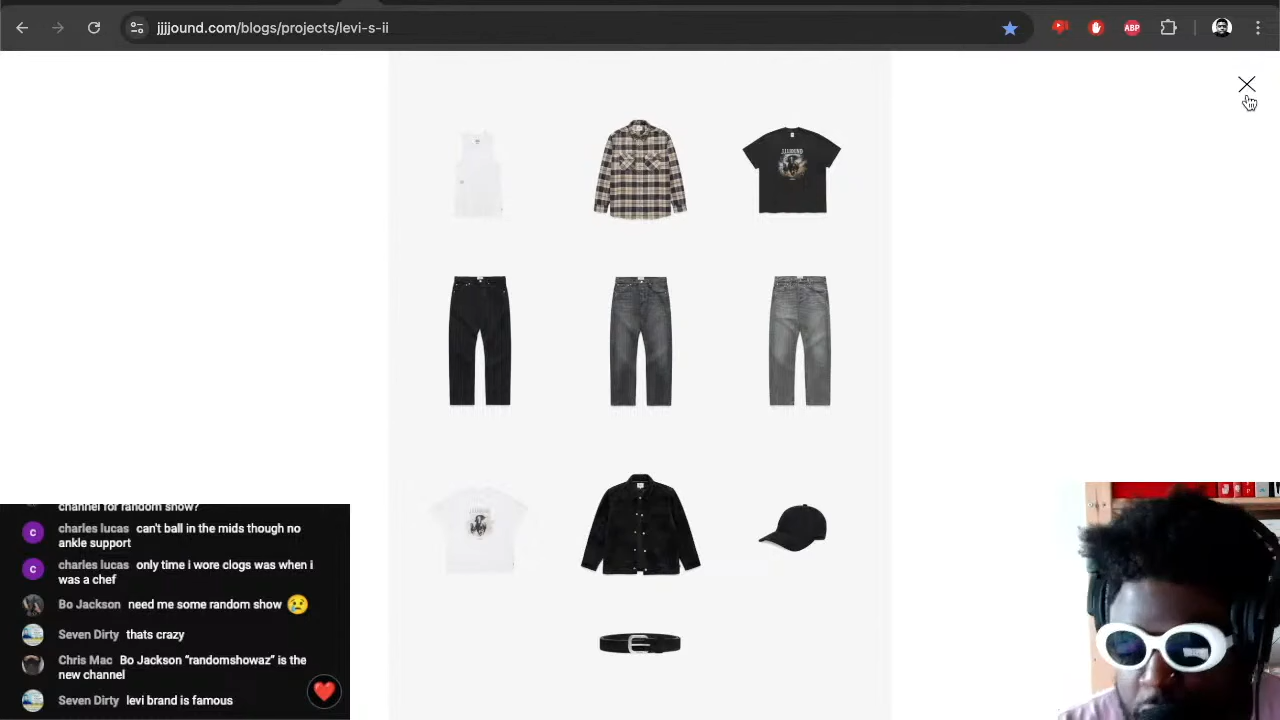 jjjjound.com/blogs/projects/levi-s-ii
ABP
JJJJOUND
channel for random show?
charles lucas can't ball in the mids though no
ankle support
charles lucas only time i wore clogs was when i
was a chef
Bo Jackson need me some random show 😢
Seven Dirty thats crazy
Chris Mac Bo Jackson “randomshowaz” is the
new channel
Seven Dirty levi brand is famous